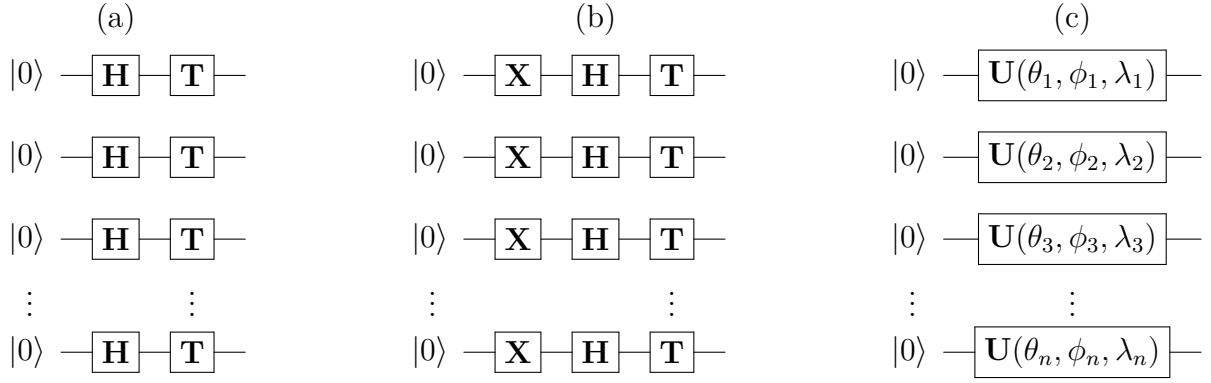 (a) (b) (c)
|0⟩ H T |0⟩ X H T |0⟩ U(θ₁, ϕ₁, λ₁)
|0⟩ H T |0⟩ X H T |0⟩ U(θ₂, ϕ₂, λ₂)
|0⟩ H T |0⟩ X H T |0⟩ U(θ₃, ϕ₃, λ₃)
⋮ ⋮ ⋮ ⋮ ⋮ ⋮
|0⟩ H T |0⟩ X H T |0⟩ U(θₙ, ϕₙ, λₙ)